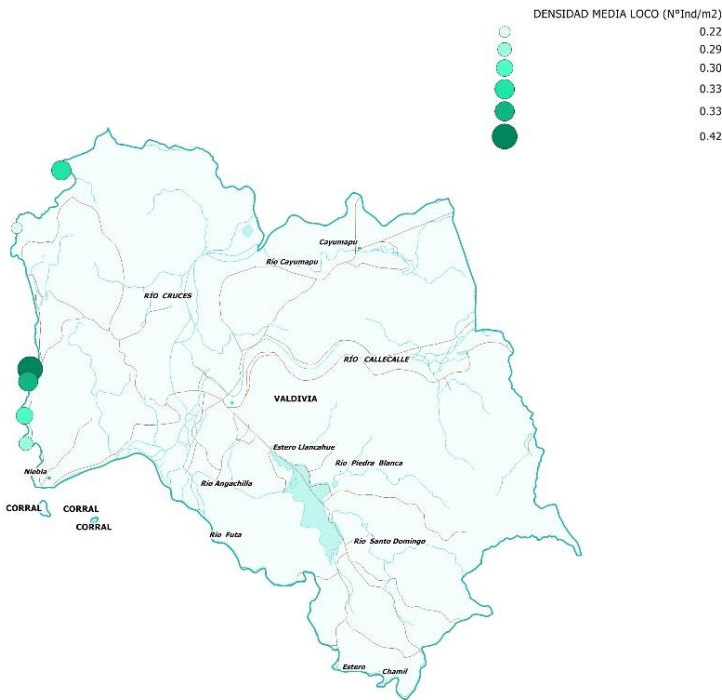 DENSIDAD MEDIA LOCO (N°Ind/m2)
0.22
0.29
0.30
0.33
0.33
0.42
Cayumapu
Río Cayumapu
RÍO CRUCES
RÍO CALLECALLE
VALDIVIA
Estero Llancahue
Río Piedra Blanca
Niebla
Río Angachilla
CORRAL
CORRAL
CORRAL
Río Futa
Río Santo Domingo
Estero Chamil